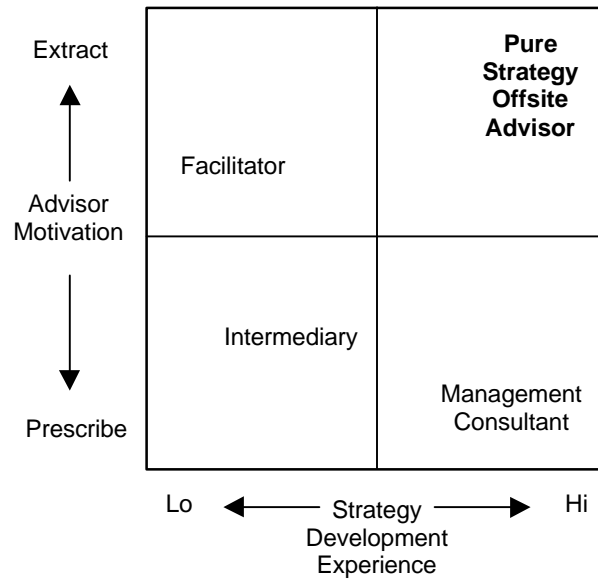 Extract
Pure
Strategy
Offsite
Advisor
Facilitator
Advisor
Motivation
Intermediary
Management
Consultant
Prescribe
Lo
Strategy
Development
Experience
Hi